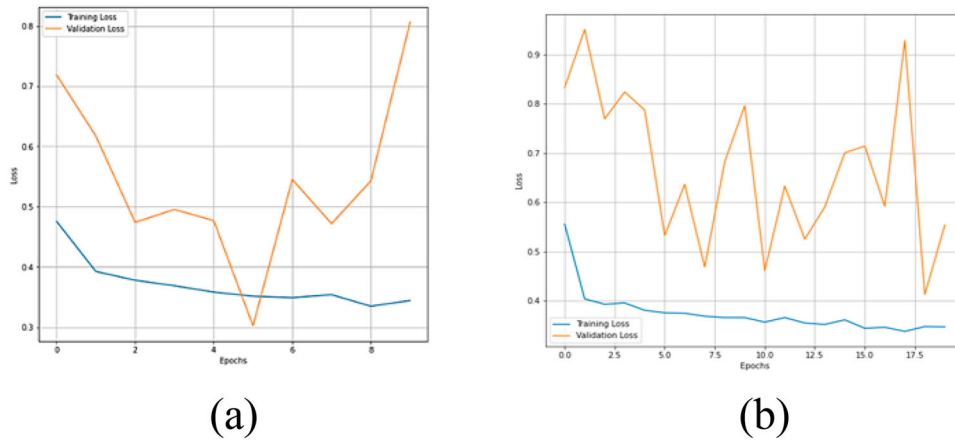 0.8
0.7
0.6
0.5
0.4
0.3
Loss
Training Loss
Validation Loss
0 2 4 6 8
Epochs
(a)
0.9
0.8
0.7
0.6
0.5
0.4
Loss
Training Loss
Validation Loss
0.0 2.5 5.0 7.5 10.0 12.5 15.0 17.5
Epochs
(b)